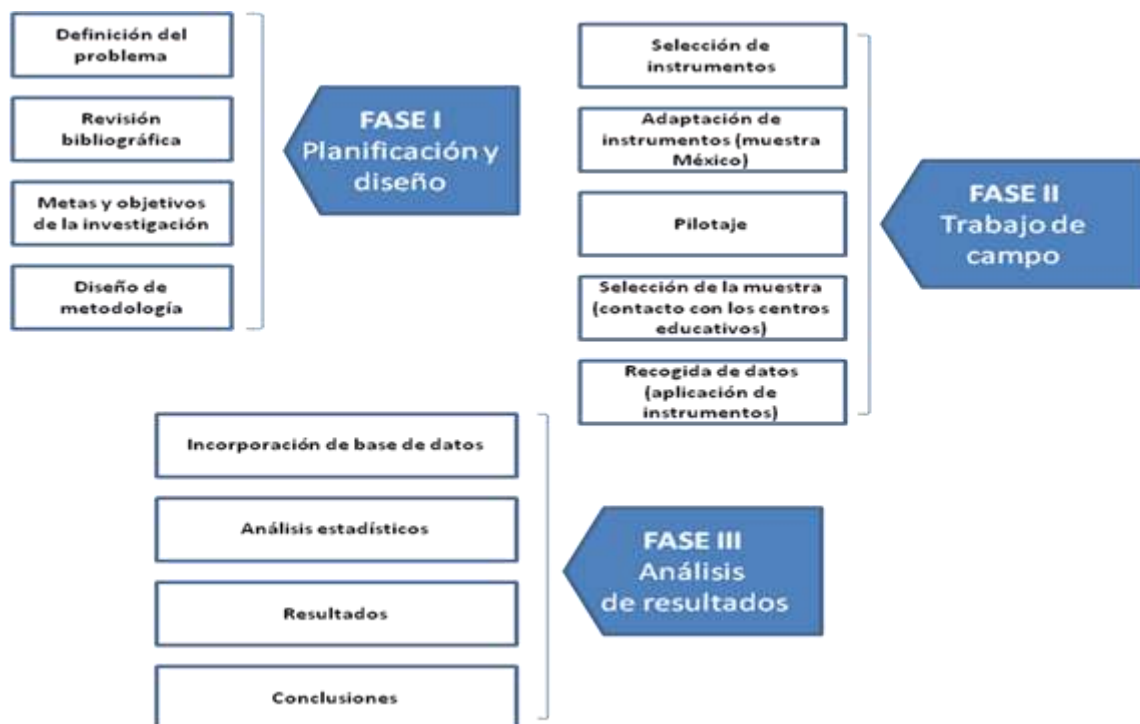 Definición del
problema
Revisión
bibliográfica
Metas y objetivos
de la investigación
Diseño de
metodología
FASE I
Planificación y
diseño
Selección de
instrumentos
Adaptación de
instrumentos (muestra
México)
Pilotaje
Selección de la muestra
(contacto con los centros
educativos)
Recogida de datos
(aplicación de
instrumentos)
FASE II
Trabajo de
campo
Incorporación de base de datos
Análisis estadísticos
Resultados
Conclusiones
FASE III
Análisis
de resultados